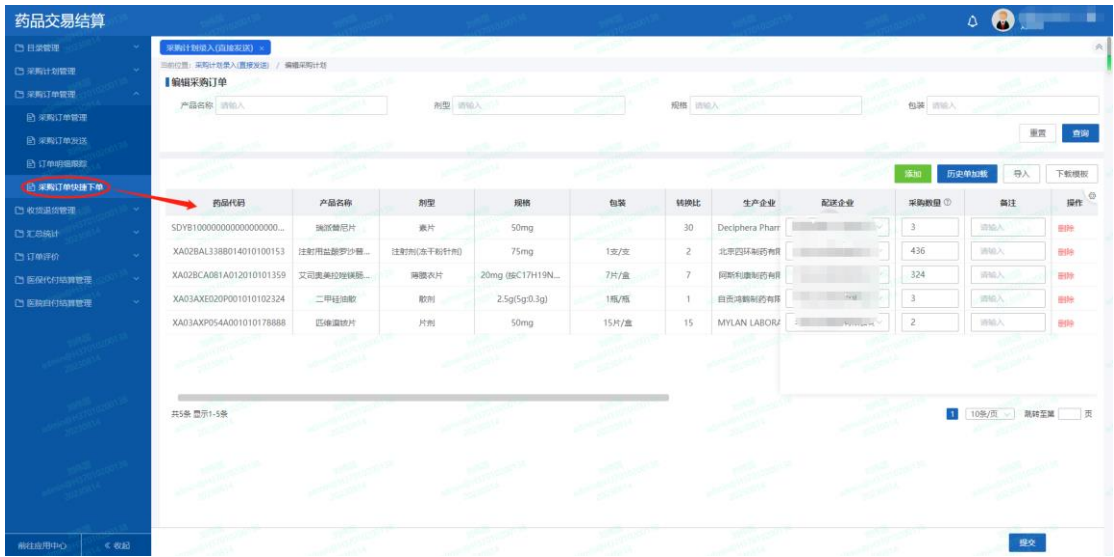 药品交易结算
目录管理
采购计划管理
采购订单管理
采购订单管理
采购订单发送
订单明细跟踪
采购订单快捷下单
收货退货管理
汇总统计
订单评价
医保代付结算管理
医院自付结算管理
前往应用中心 《 收起
采购计划录入(直接发送) ×
当前位置: 采购计划录入(直接发送) / 编辑采购计划
编辑采购订单
产品名称 请输入 剂型 请输入 规格 请输入 包装 请输入
重置 查询
添加 历史单加载 导入 下载模板
药品代码 产品名称 剂型 规格 包装 转换比 生产企业 配送企业 采购数量 备注 操作
SDYB100000000000000000... 瑞派替尼片 素片 50mg 30 Deciphera Pharr 3 请输入 删除
XA02BAL338B014010100153 注射用盐酸罗沙替... 注射剂(冻干粉针剂) 75mg 1支/支 2 北京四环制药有限 436 请输入 删除
XA02BCA081A012010101359 艾司奥美拉唑镁肠... 薄膜衣片 20mg (按C17H19N... 7片/盒 7 阿斯利康制药有限 324 请输入 删除
XA03AXE020P001010102324 二甲硅油散 散剂 2.5g(5g:0.3g) 1瓶/瓶 1 自贡鸿鹤制药有限 3 请输入 删除
XA03AXP054A001010178888 匹维溴铵片 片剂 50mg 15片/盒 15 MYLAN LABORA 2 请输入 删除
共5条 显示1-5条
1 10条/页 跳转至第 页
提交